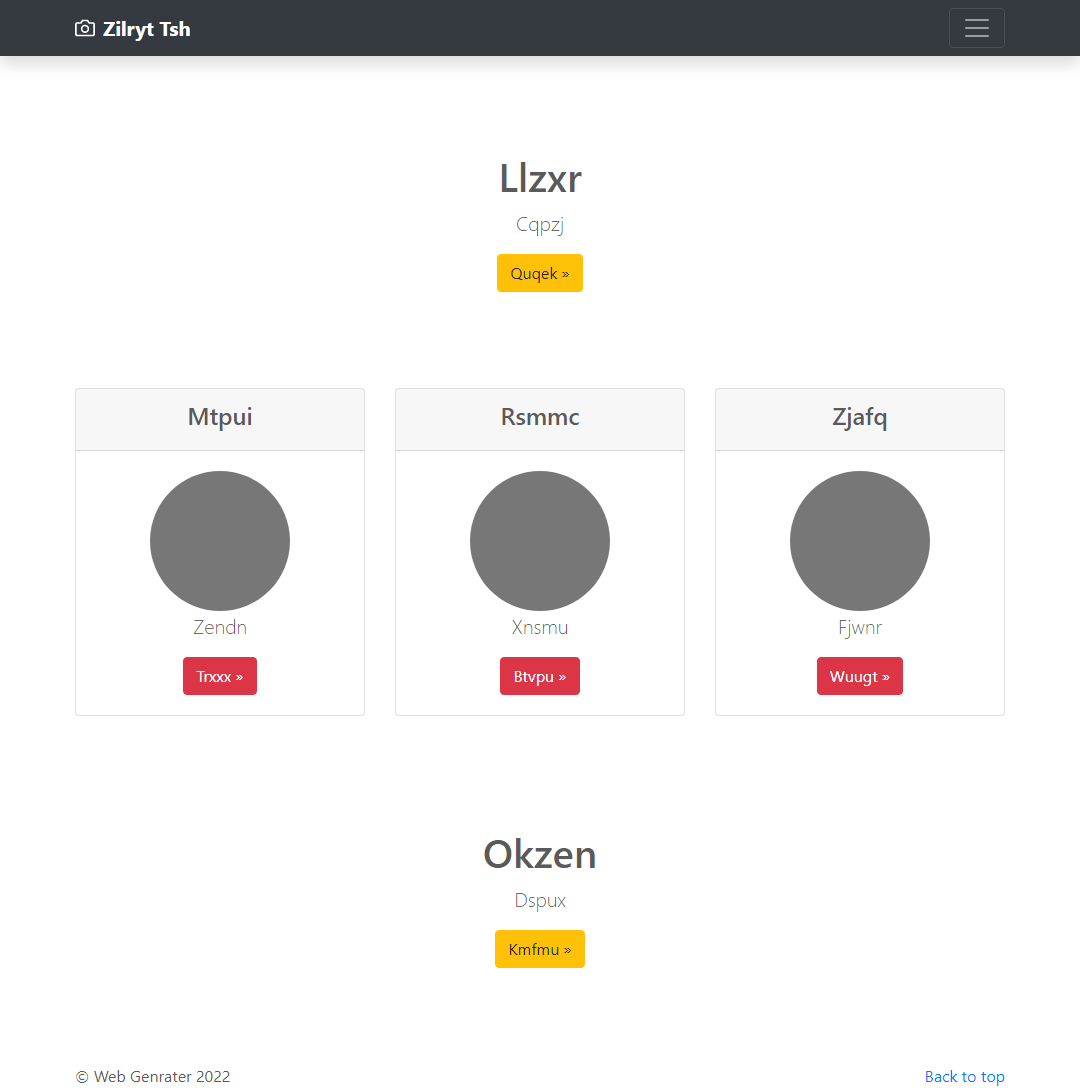 Zilryt Tsh
Llzxr
Cqpzj
Quqek »
Mtpui
Rsmmc
Zjafq
Zendn
Xnsmu
Fjwnr
Trxxx »
Btvpu »
Wuugt »
Okzen
Dspux
Kmfmu »
© Web Genrater 2022
Back to top